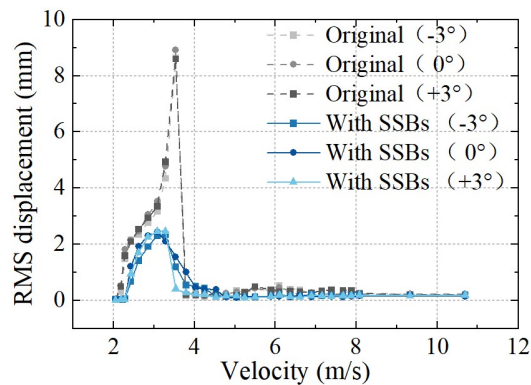 10
8
6
4
2
0
RMS displacement (mm)
Original（-3°）
Original（ 0°）
Original（+3°）
With SSBs （-3°）
With SSBs （ 0°）
With SSBs （+3°）
2 4 6 8 10 12
Velocity (m/s)